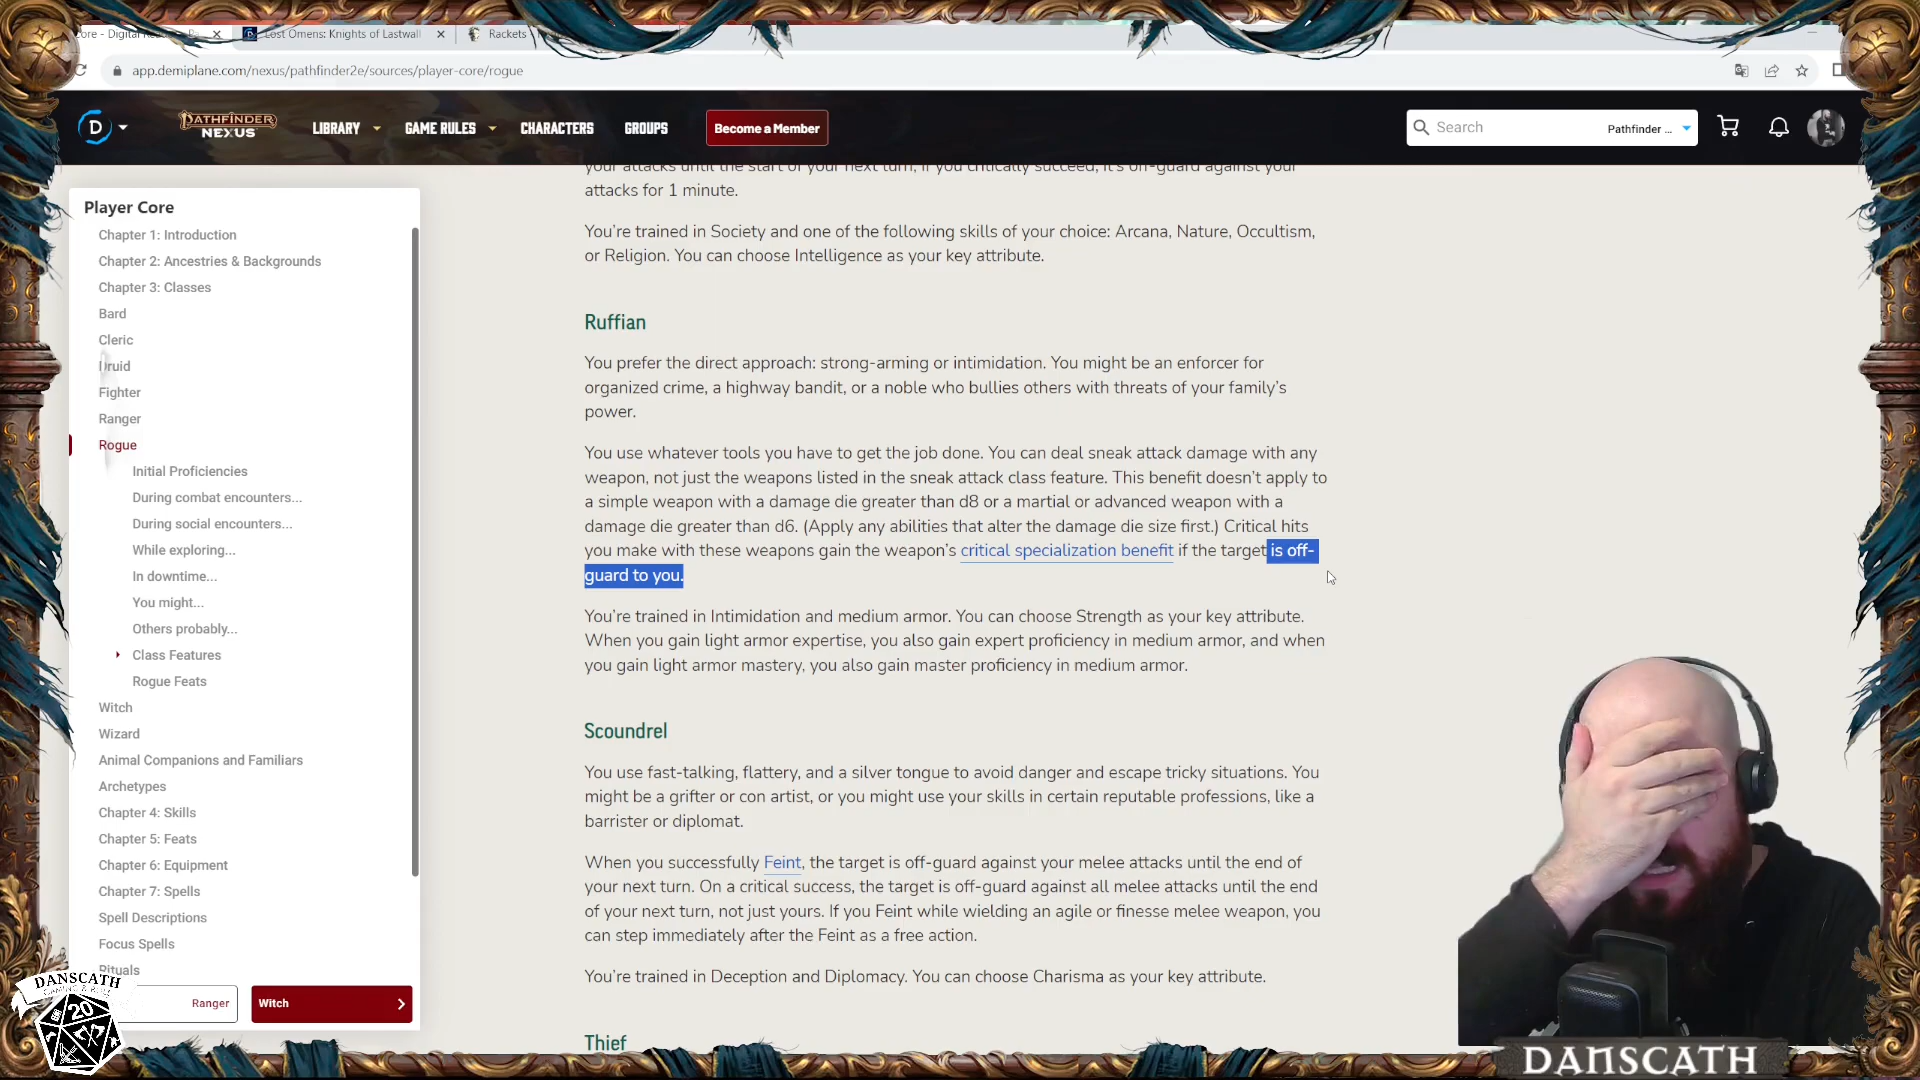 Core - Digital Rea
Lost Omens: Knights of Lastwall
Rackets -
app.demiplane.com/nexus/pathfinder2e/sources/player-core/rogue
D
PATHFINDER
NEXUS
LIBRARY
GAME RULES
CHARACTERS
GROUPS
Become a Member
Search
Pathfinder ...
Player Core
Chapter 1: Introduction
Chapter 2: Ancestries & Backgrounds
Chapter 3: Classes
Bard
Cleric
Druid
Fighter
Ranger
Rogue
Initial Proficiencies
During combat encounters...
During social encounters...
While exploring...
In downtime...
You might...
Others probably...
Class Features
Rogue Feats
Witch
Wizard
Animal Companions and Familiars
Archetypes
Chapter 4: Skills
Chapter 5: Feats
Chapter 6: Equipment
Chapter 7: Spells
Spell Descriptions
Focus Spells
Rituals
Ranger
Witch
your attacks until the start of your next turn; if you critically succeed, it's off-guard against your
attacks for 1 minute.
You're trained in Society and one of the following skills of your choice: Arcana, Nature, Occultism,
or Religion. You can choose Intelligence as your key attribute.
Ruffian
You prefer the direct approach: strong-arming or intimidation. You might be an enforcer for
organized crime, a highway bandit, or a noble who bullies others with threats of your family's
power.
You use whatever tools you have to get the job done. You can deal sneak attack damage with any
weapon, not just the weapons listed in the sneak attack class feature. This benefit doesn't apply to
a simple weapon with a damage die greater than d8 or a martial or advanced weapon with a
damage die greater than d6. (Apply any abilities that alter the damage die size first.) Critical hits
you make with these weapons gain the weapon's critical specialization benefit if the target is off-
guard to you.
You're trained in Intimidation and medium armor. You can choose Strength as your key attribute.
When you gain light armor expertise, you also gain expert proficiency in medium armor, and when
you gain light armor mastery, you also gain master proficiency in medium armor.
Scoundrel
You use fast-talking, flattery, and a silver tongue to avoid danger and escape tricky situations. You
might be a grifter or con artist, or you might use your skills in certain reputable professions, like a
barrister or diplomat.
When you successfully Feint, the target is off-guard against your melee attacks until the end of
your next turn. On a critical success, the target is off-guard against all melee attacks until the end
of your next turn, not just yours. If you Feint while wielding an agile or finesse melee weapon, you
can step immediately after the Feint as a free action.
You're trained in Deception and Diplomacy. You can choose Charisma as your key attribute.
Thief
DANSCATH
20
DANSCATH